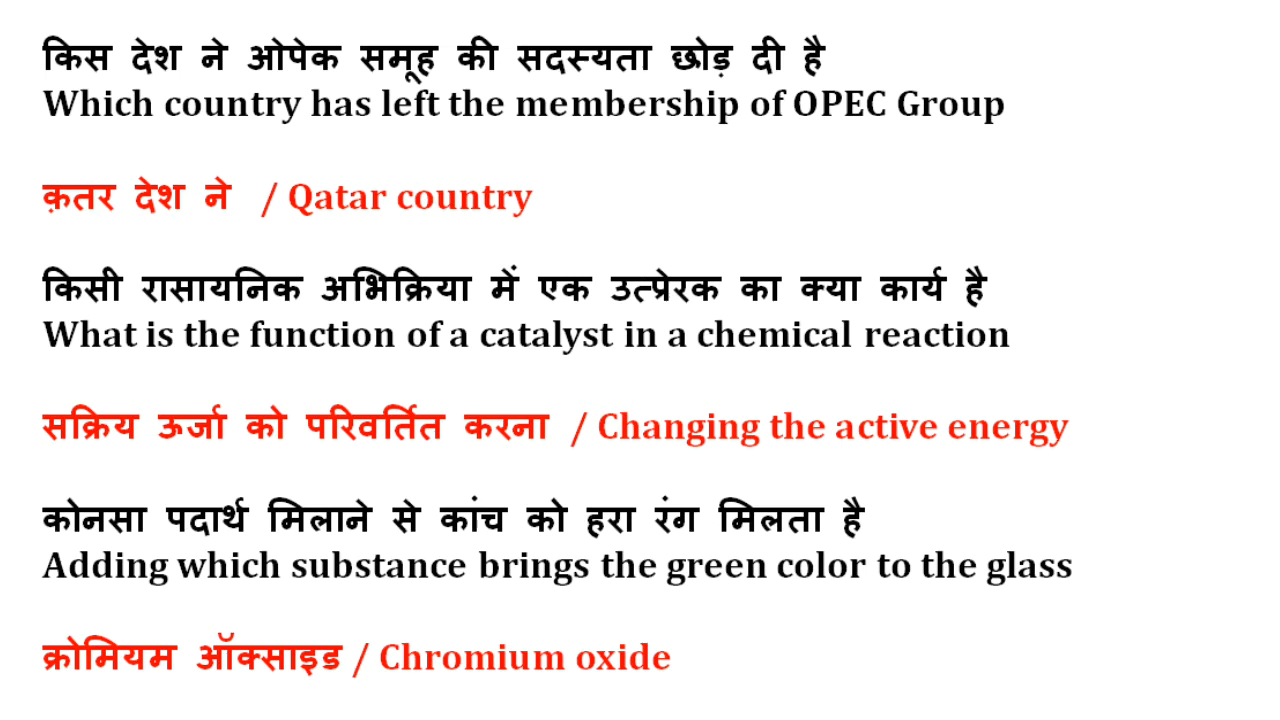 किस देश ने ओपेक समूह की सदस्यता छोड़ दी है
Which country has left the membership of OPEC Group
क़तर देश ने / Qatar country
किसी रासायनिक अभिक्रिया में एक उत्प्रेरक का क्या कार्य है
What is the function of a catalyst in a chemical reaction
सक्रिय ऊर्जा को परिवर्तित करना / Changing the active energy
कोनसा पदार्थ मिलाने से कांच को हरा रंग मिलता है
Adding which substance brings the green color to the glass
क्रोमियम ऑक्साइड / Chromium oxide